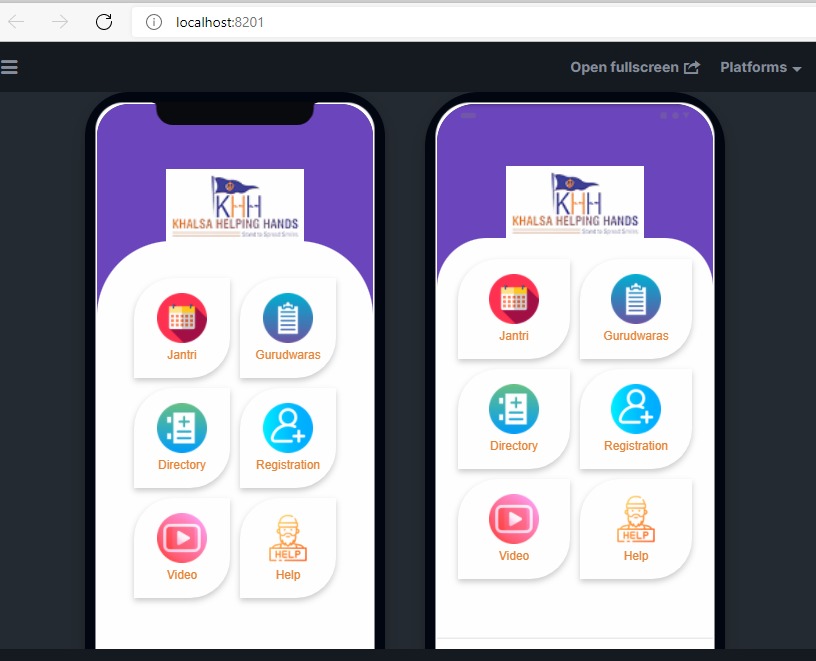 localhost:8201
Open fullscreen Platforms
KHH
KHALSA HELPING HANDS
Stand to Spread Smiles
Jantri Gurudwaras
Directory Registration
Video HELP
Help
KHH
KHALSA HELPING HANDS
Stand to Spread Smiles
Jantri Gurudwaras
Directory Registration
Video HELP
Help